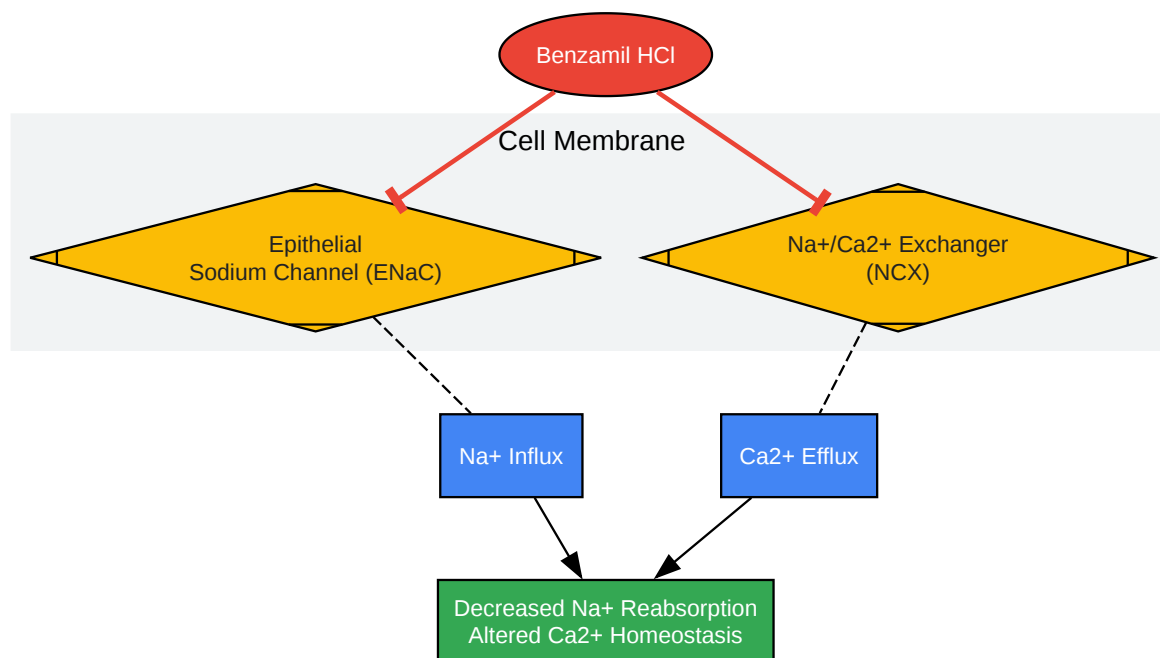 Benzamil HCl
Cell Membrane
Epithelial
Sodium Channel (ENaC)
Na+/Ca2+ Exchanger
(NCX)
Na+ Influx
Ca2+ Efflux
Decreased Na+ Reabsorption
Altered Ca2+ Homeostasis